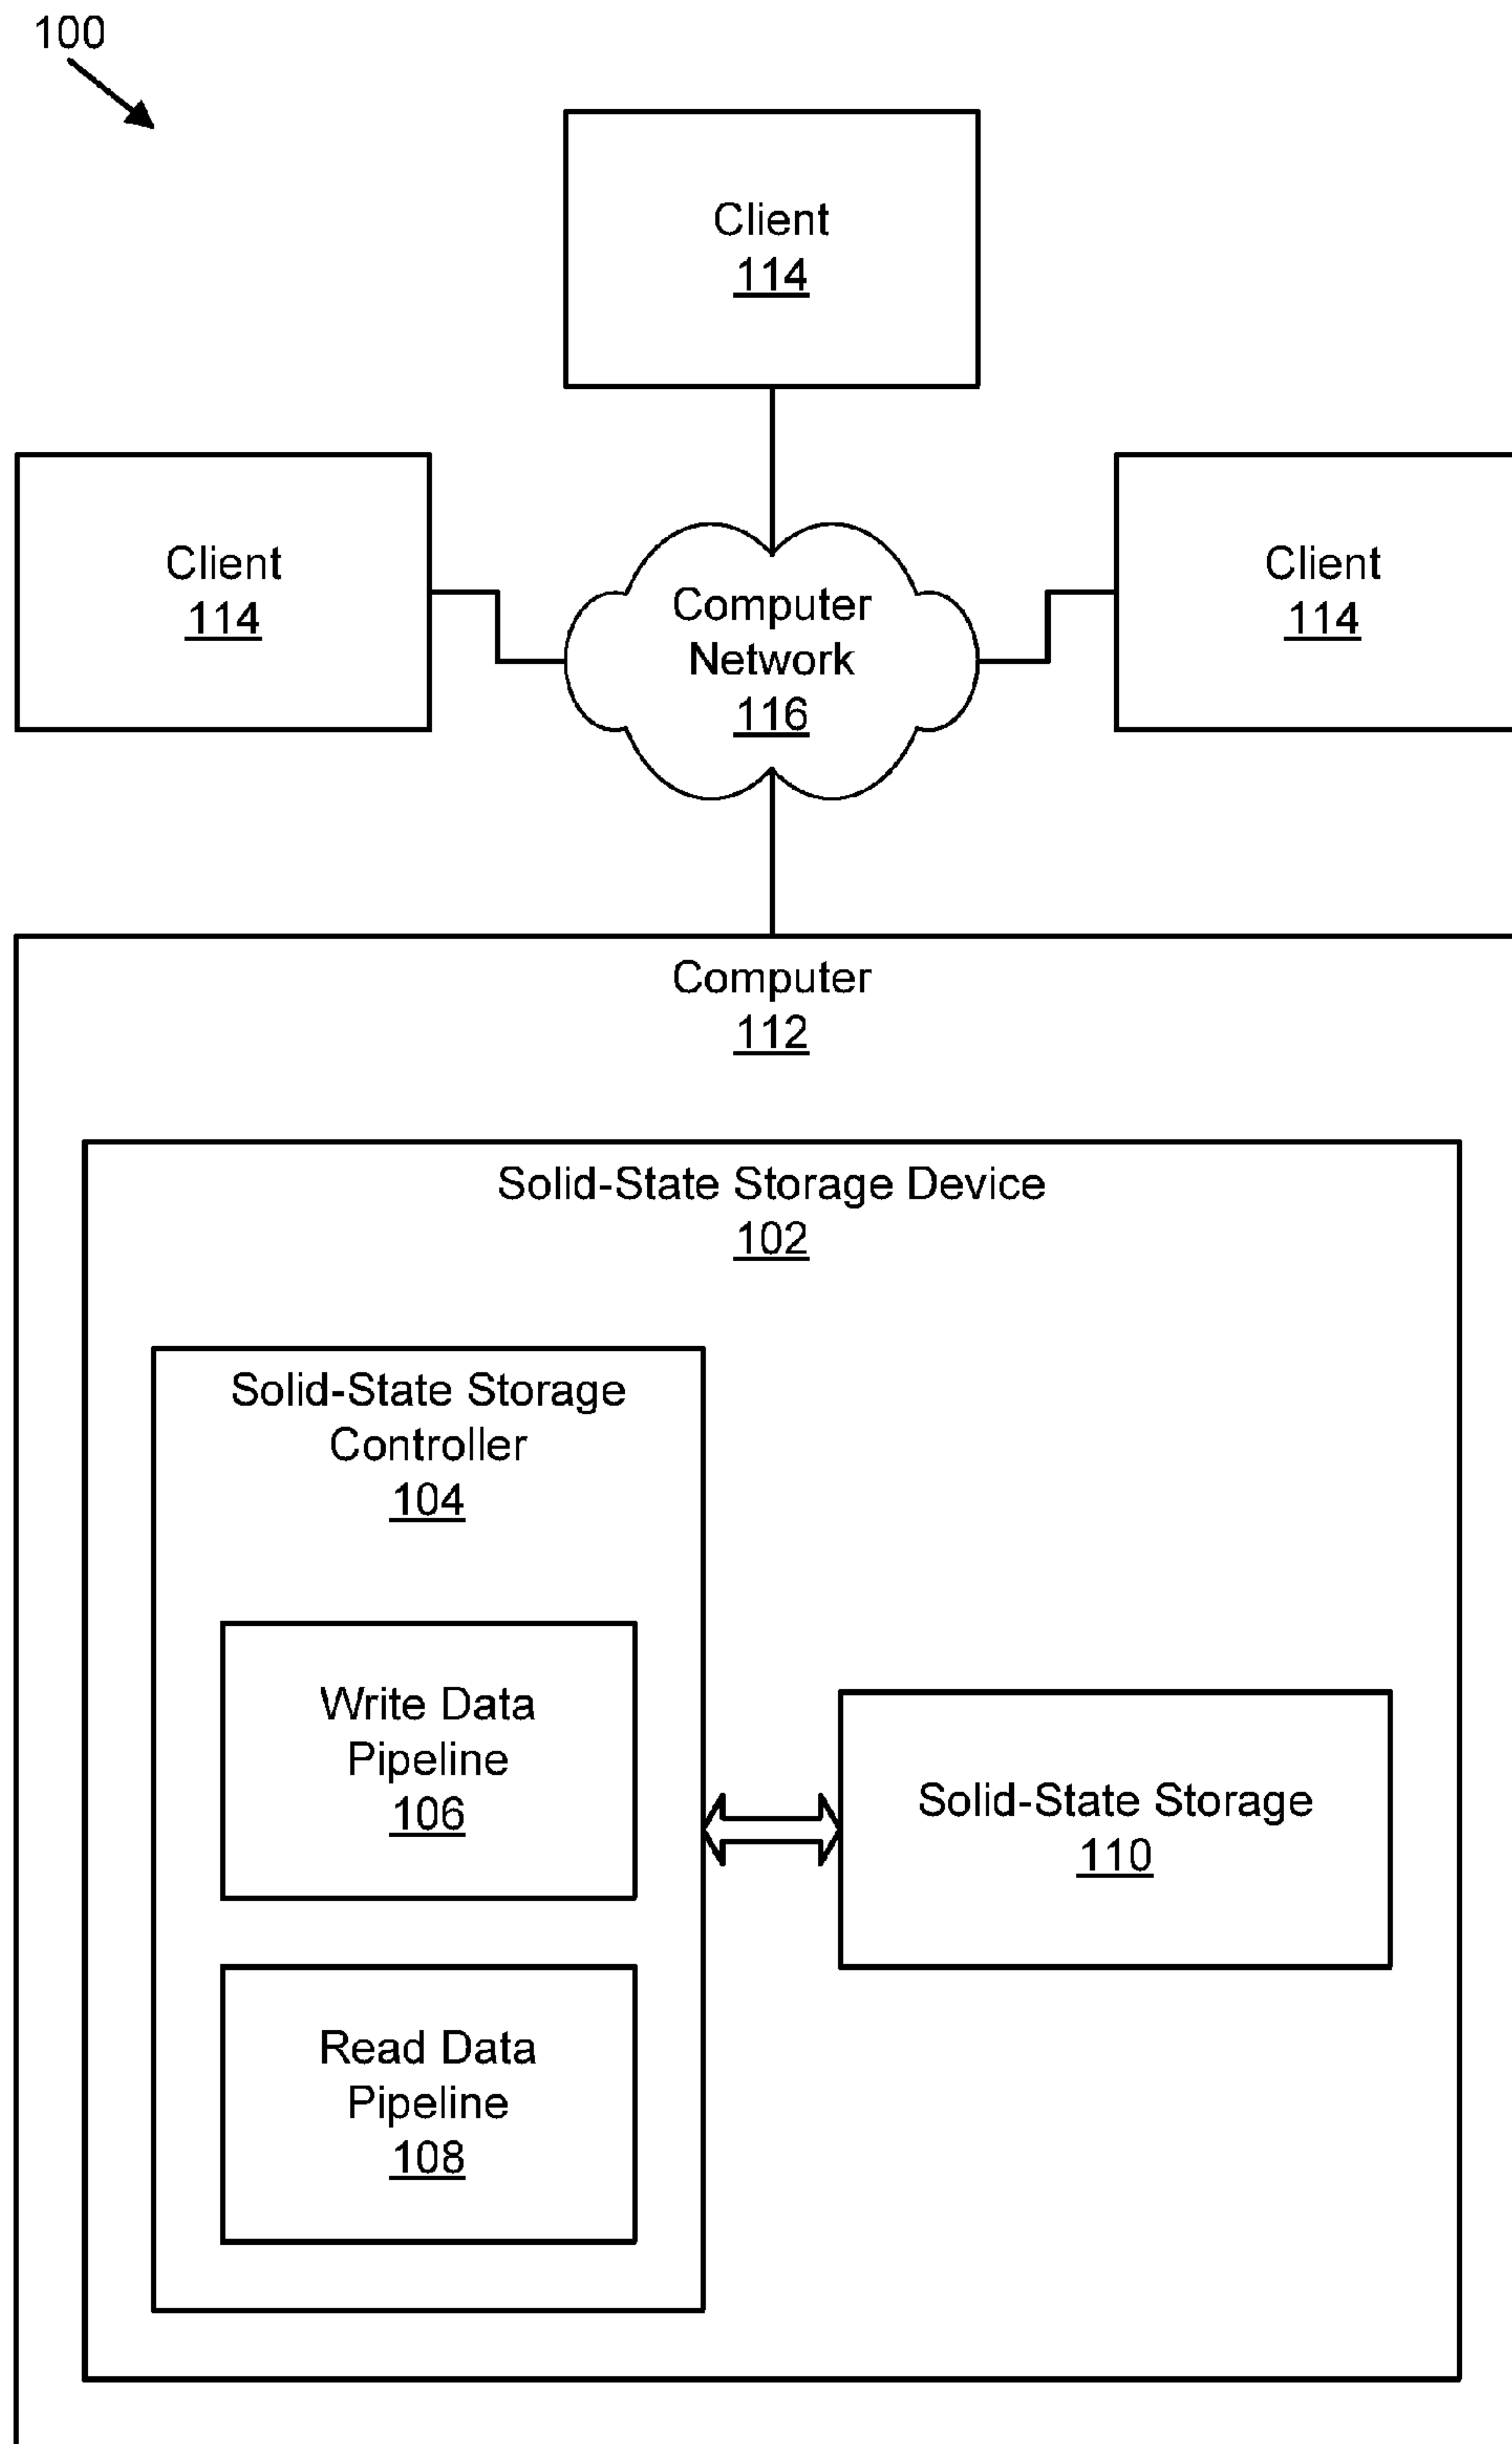 100
Client
114
Client
114
Client
114
Computer
Network
116
Computer
112
Solid-State Storage Device
102
Solid-State Storage
Controller
104
Write Data
Pipeline
106
Solid-State Storage
110
Read Data
Pipeline
108